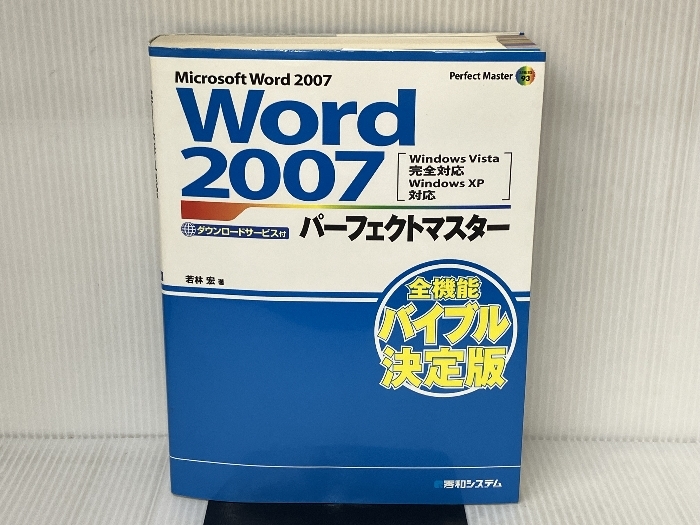 Microsoft Word 2007
Perfect Master
93
Word
2007
Windows Vista
完全対応
Windows XP
対応
ダウンロードサービス付
パーフェクトマスター
若林 宏 著
全機能
バイブル
決定版
秀和システム